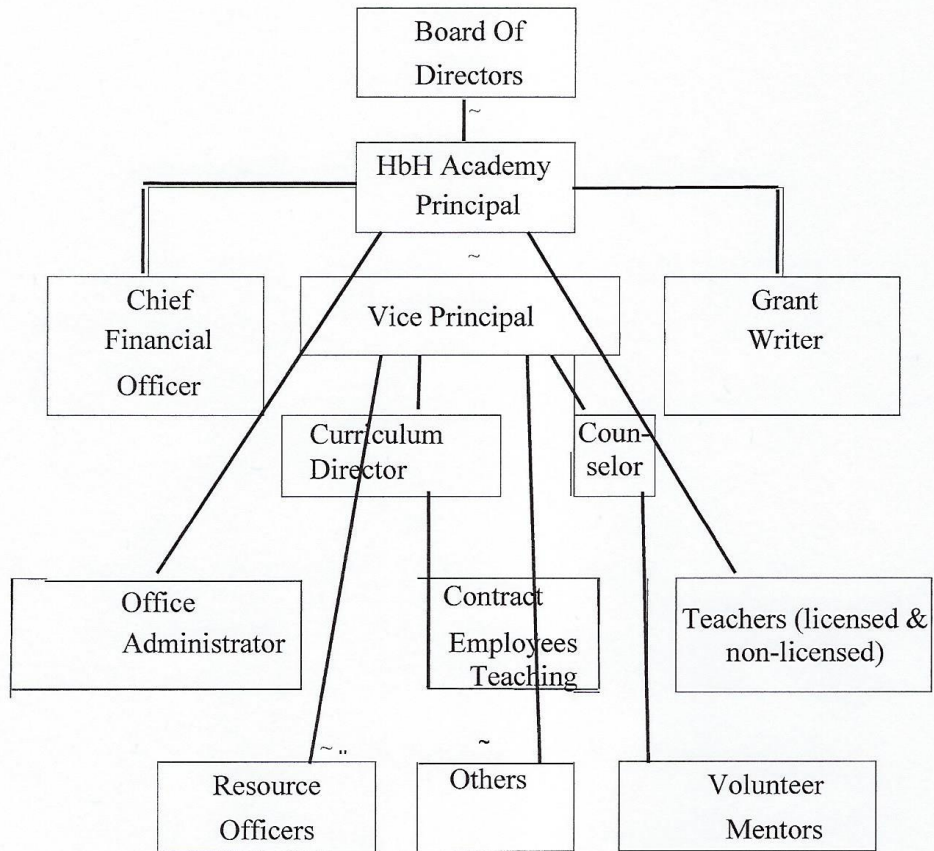 Board Of
Directors
HbH Academy
Principal
Chief
Financial
Officer
Vice Principal
Grant
Writer
Curriculum
Director
Coun-
selor
Office
Administrator
Contract
Employees
Teaching
Teachers (licensed &
non-licensed)
Resource
Officers
Others
Volunteer
Mentors